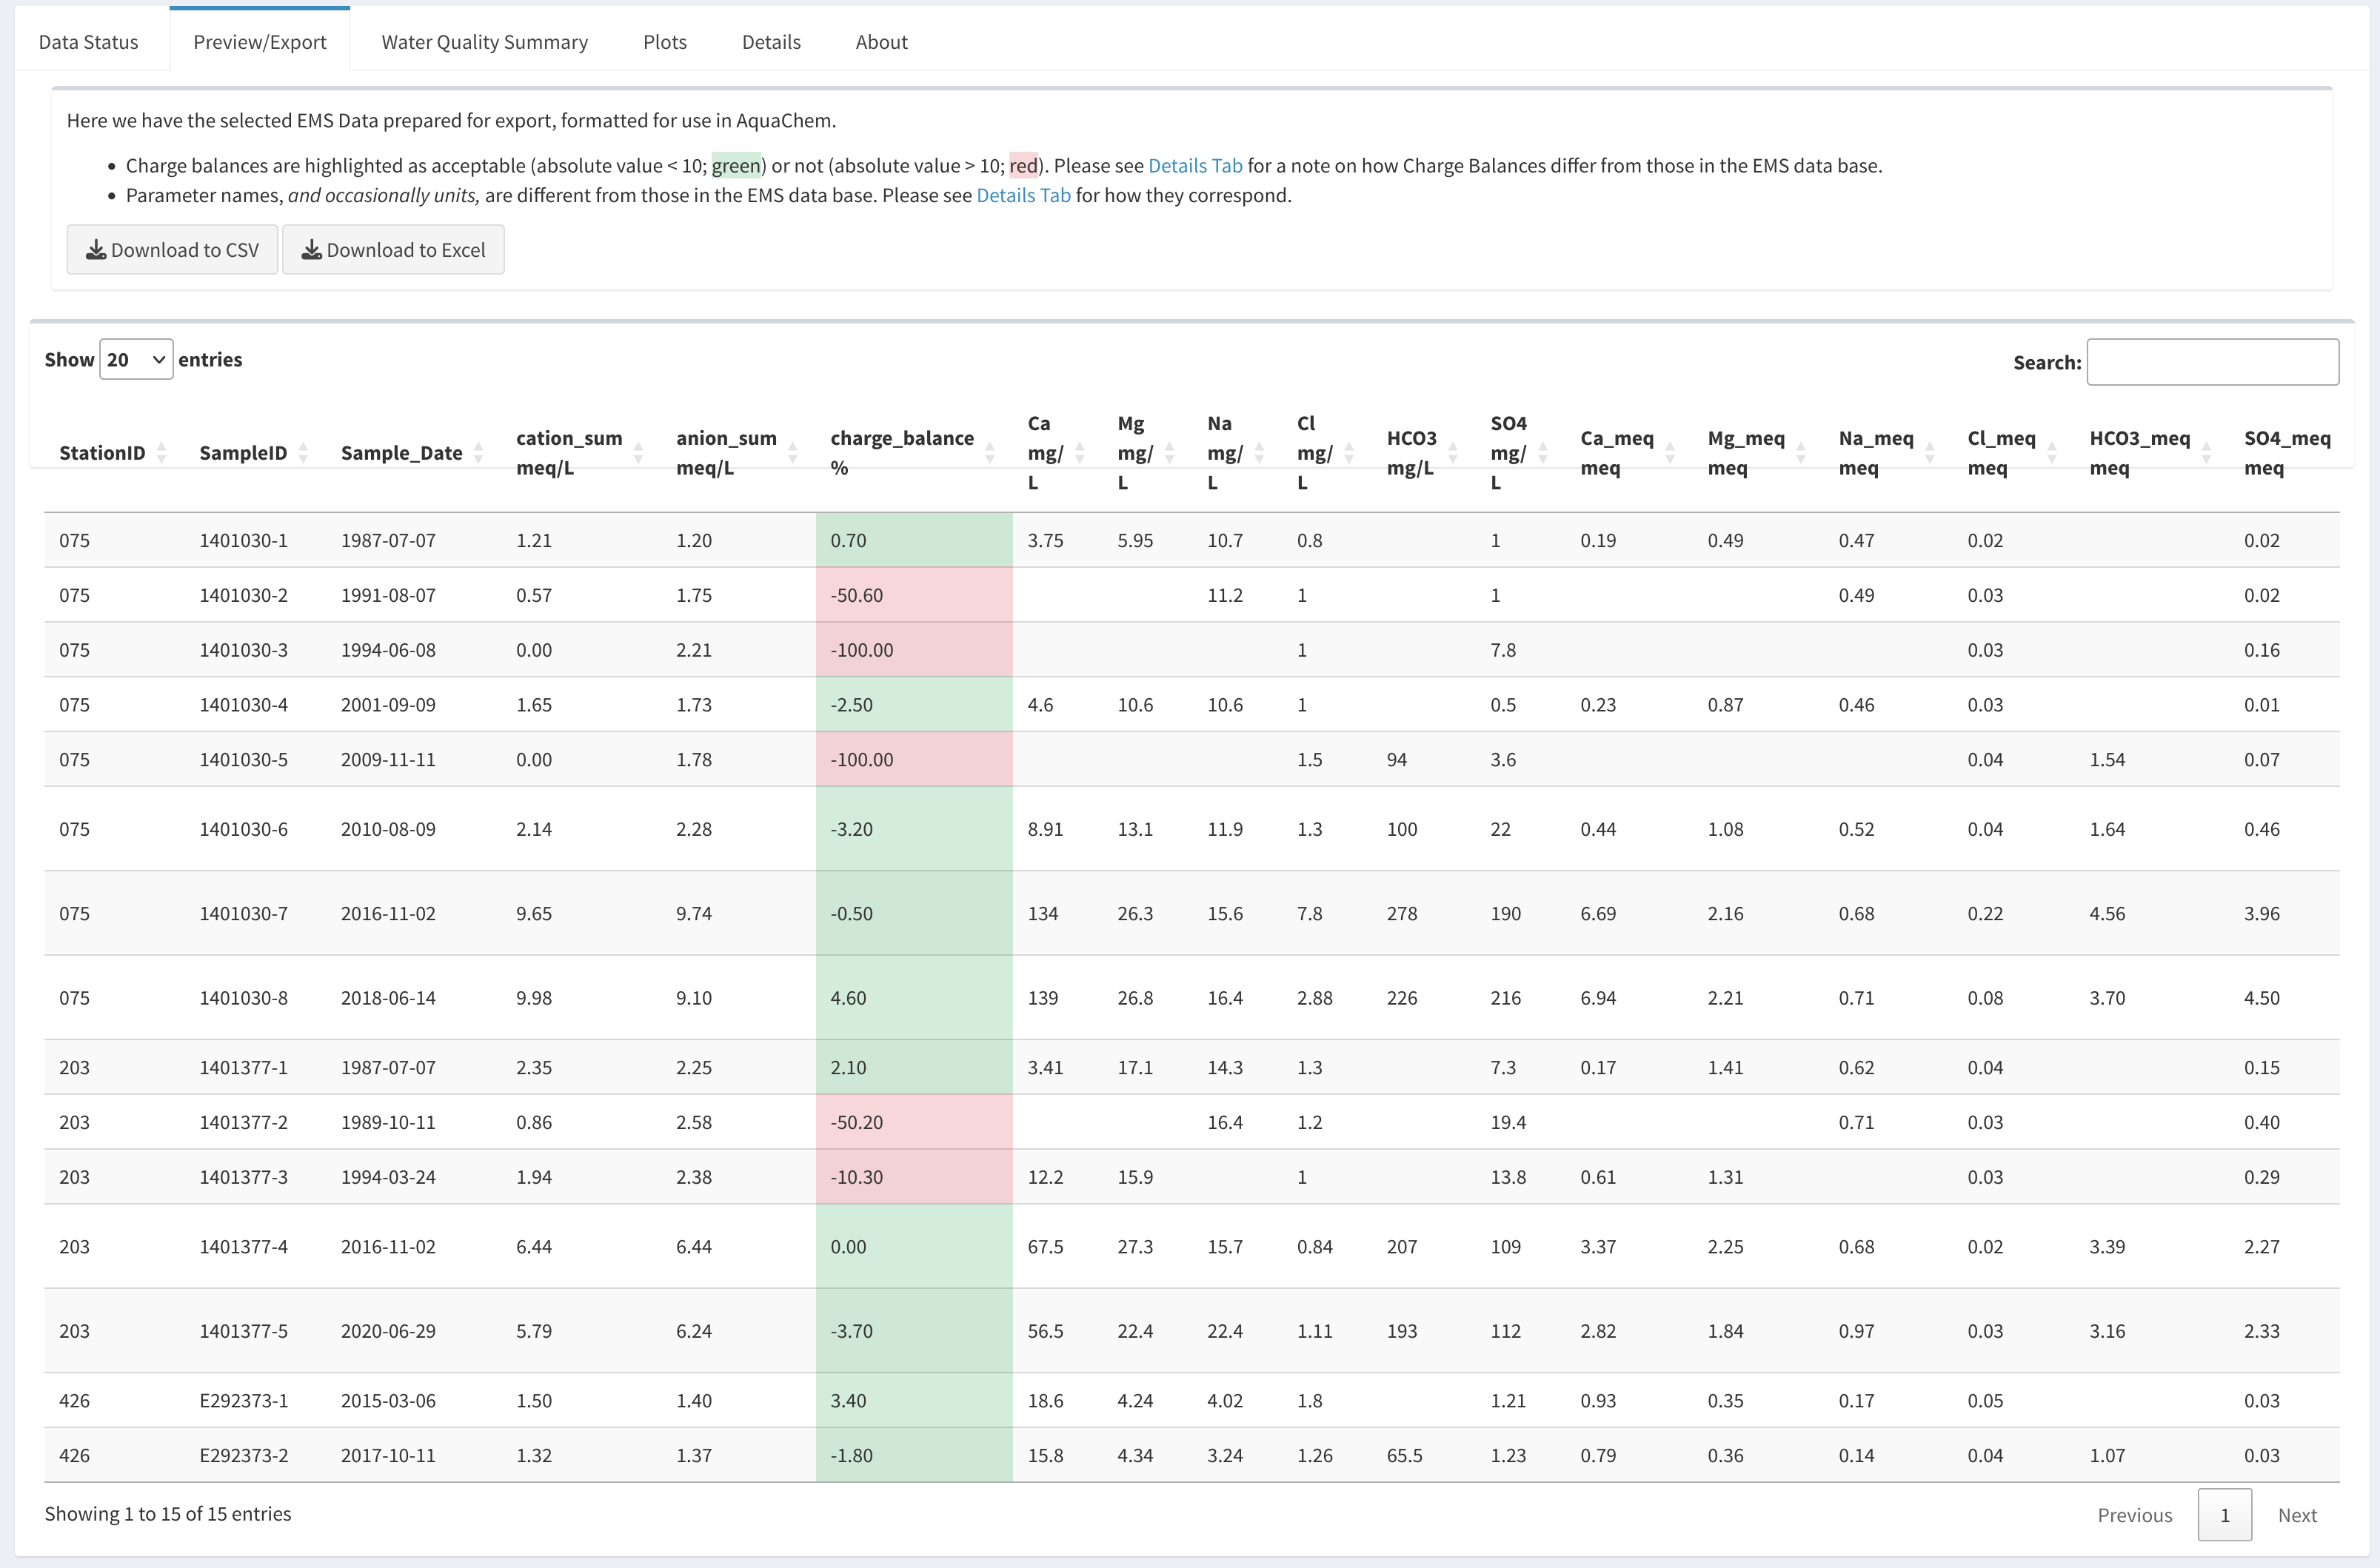 Data Status Preview/Export Water Quality Summary Plots Details About
Here we have the selected EMS Data prepared for export, formatted for use in AquaChem.
• Charge balances are highlighted as acceptable (absolute value < 10; green) or not (absolute value > 10; red). Please see Details Tab for a note on how Charge Balances differ from those in the EMS data base.
• Parameter names, and occasionally units, are different from those in the EMS data base. Please see Details Tab for how they correspond.
Download to CSV Download to Excel
Show 20 entries Search:
StationID SampleID Sample_Date cation_sum meq/L anion_sum meq/L charge_balance % Ca mg/L Mg mg/L Na mg/L Cl mg/L HCO3 mg/L SO4 mg/L Ca_meq meq Mg_meq meq Na_meq meq Cl_meq meq HCO3_meq meq SO4_meq meq
075 1401030-1 1987-07-07 1.21 1.20 0.70 3.75 5.95 10.7 0.8 1 0.19 0.49 0.47 0.02 0.02
075 1401030-2 1991-08-07 0.57 1.75 -50.60 11.2 1 1 0.49 0.03 0.02
075 1401030-3 1994-06-08 0.00 2.21 -100.00 1 7.8 0.03 0.16
075 1401030-4 2001-09-09 1.65 1.73 -2.50 4.6 10.6 10.6 1 0.5 0.23 0.87 0.46 0.03 0.01
075 1401030-5 2009-11-11 0.00 1.78 -100.00 1.5 94 3.6 0.04 1.54 0.07
075 1401030-6 2010-08-09 2.14 2.28 -3.20 8.91 13.1 11.9 1.3 100 22 0.44 1.08 0.52 0.04 1.64 0.46
075 1401030-7 2016-11-02 9.65 9.74 -0.50 134 26.3 15.6 7.8 278 190 6.69 2.16 0.68 0.22 4.56 3.96
075 1401030-8 2018-06-14 9.98 9.10 4.60 139 26.8 16.4 2.88 226 216 6.94 2.21 0.71 0.08 3.70 4.50
203 1401377-1 1987-07-07 2.35 2.25 2.10 3.41 17.1 14.3 1.3 7.3 0.17 1.41 0.62 0.04 0.15
203 1401377-2 1989-10-11 0.86 2.58 -50.20 16.4 1.2 19.4 0.71 0.03 0.40
203 1401377-3 1994-03-24 1.94 2.38 -10.30 12.2 15.9 1 13.8 0.61 1.31 0.03 0.29
203 1401377-4 2016-11-02 6.44 6.44 0.00 67.5 27.3 15.7 0.84 207 109 3.37 2.25 0.68 0.02 3.39 2.27
203 1401377-5 2020-06-29 5.79 6.24 -3.70 56.5 22.4 22.4 1.11 193 112 2.82 1.84 0.97 0.03 3.16 2.33
426 E292373-1 2015-03-06 1.50 1.40 3.40 18.6 4.24 4.02 1.8 1.21 0.93 0.35 0.17 0.05 0.03
426 E292373-2 2017-10-11 1.32 1.37 -1.80 15.8 4.34 3.24 1.26 65.5 1.23 0.79 0.36 0.14 0.04 1.07 0.03
Showing 1 to 15 of 15 entries Previous 1 Next